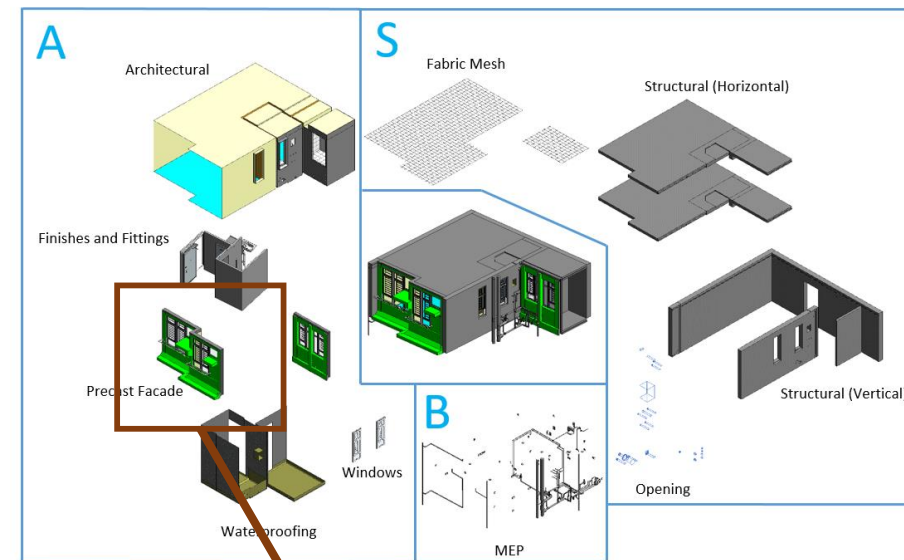 A
Architectural
Finishes and Fittings
Precast Facade
Windows
Waterproofing
S
Fabric Mesh
Structural (Horizontal)
Structural (Vertical)
Opening
B
MEP